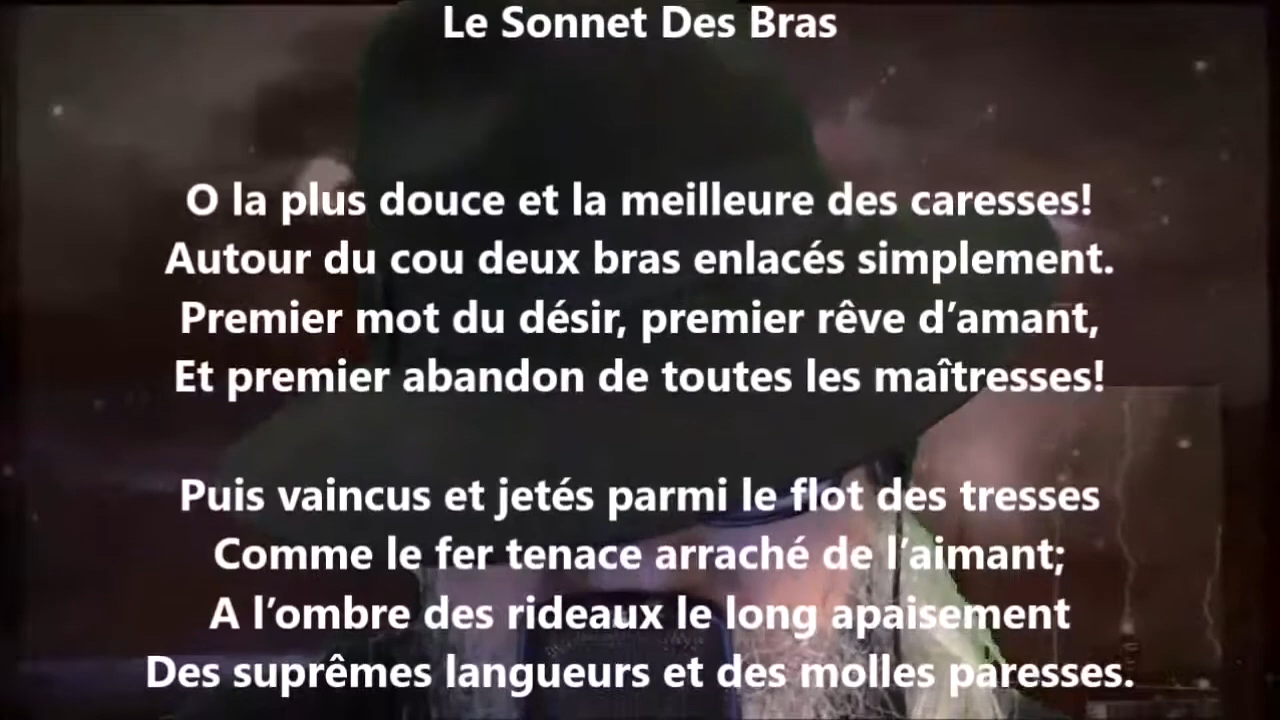 Le Sonnet Des Bras
O la plus douce et la meilleure des caresses!
Autour du cou deux bras enlacés simplement.
Premier mot du désir, premier rêve d’amant,
Et premier abandon de toutes les maîtresses!
Puis vaincus et jetés parmi le flot des tresses
Comme le fer tenace arraché de l’aimant;
A l’ombre des rideaux le long apaisement
Des suprêmes langueurs et des molles paresses.